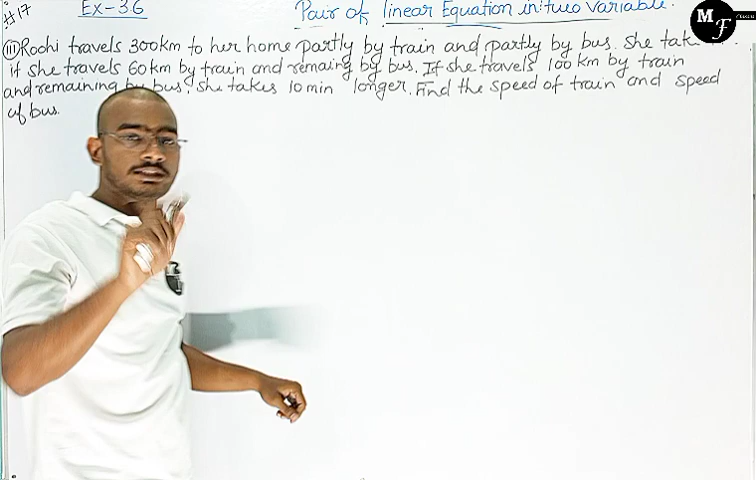 #17 Ex-3.6 Pair of linear Equation in two variable.
(iii) Roohi travels 300km to her home partly by train and partly by bus. She tak
if she travels 60km by train and remaing by bus. If she travels 100 km by train
and remaining by bus, she takes 10 min longer. Find the speed of train and speed
of bus.
M
F